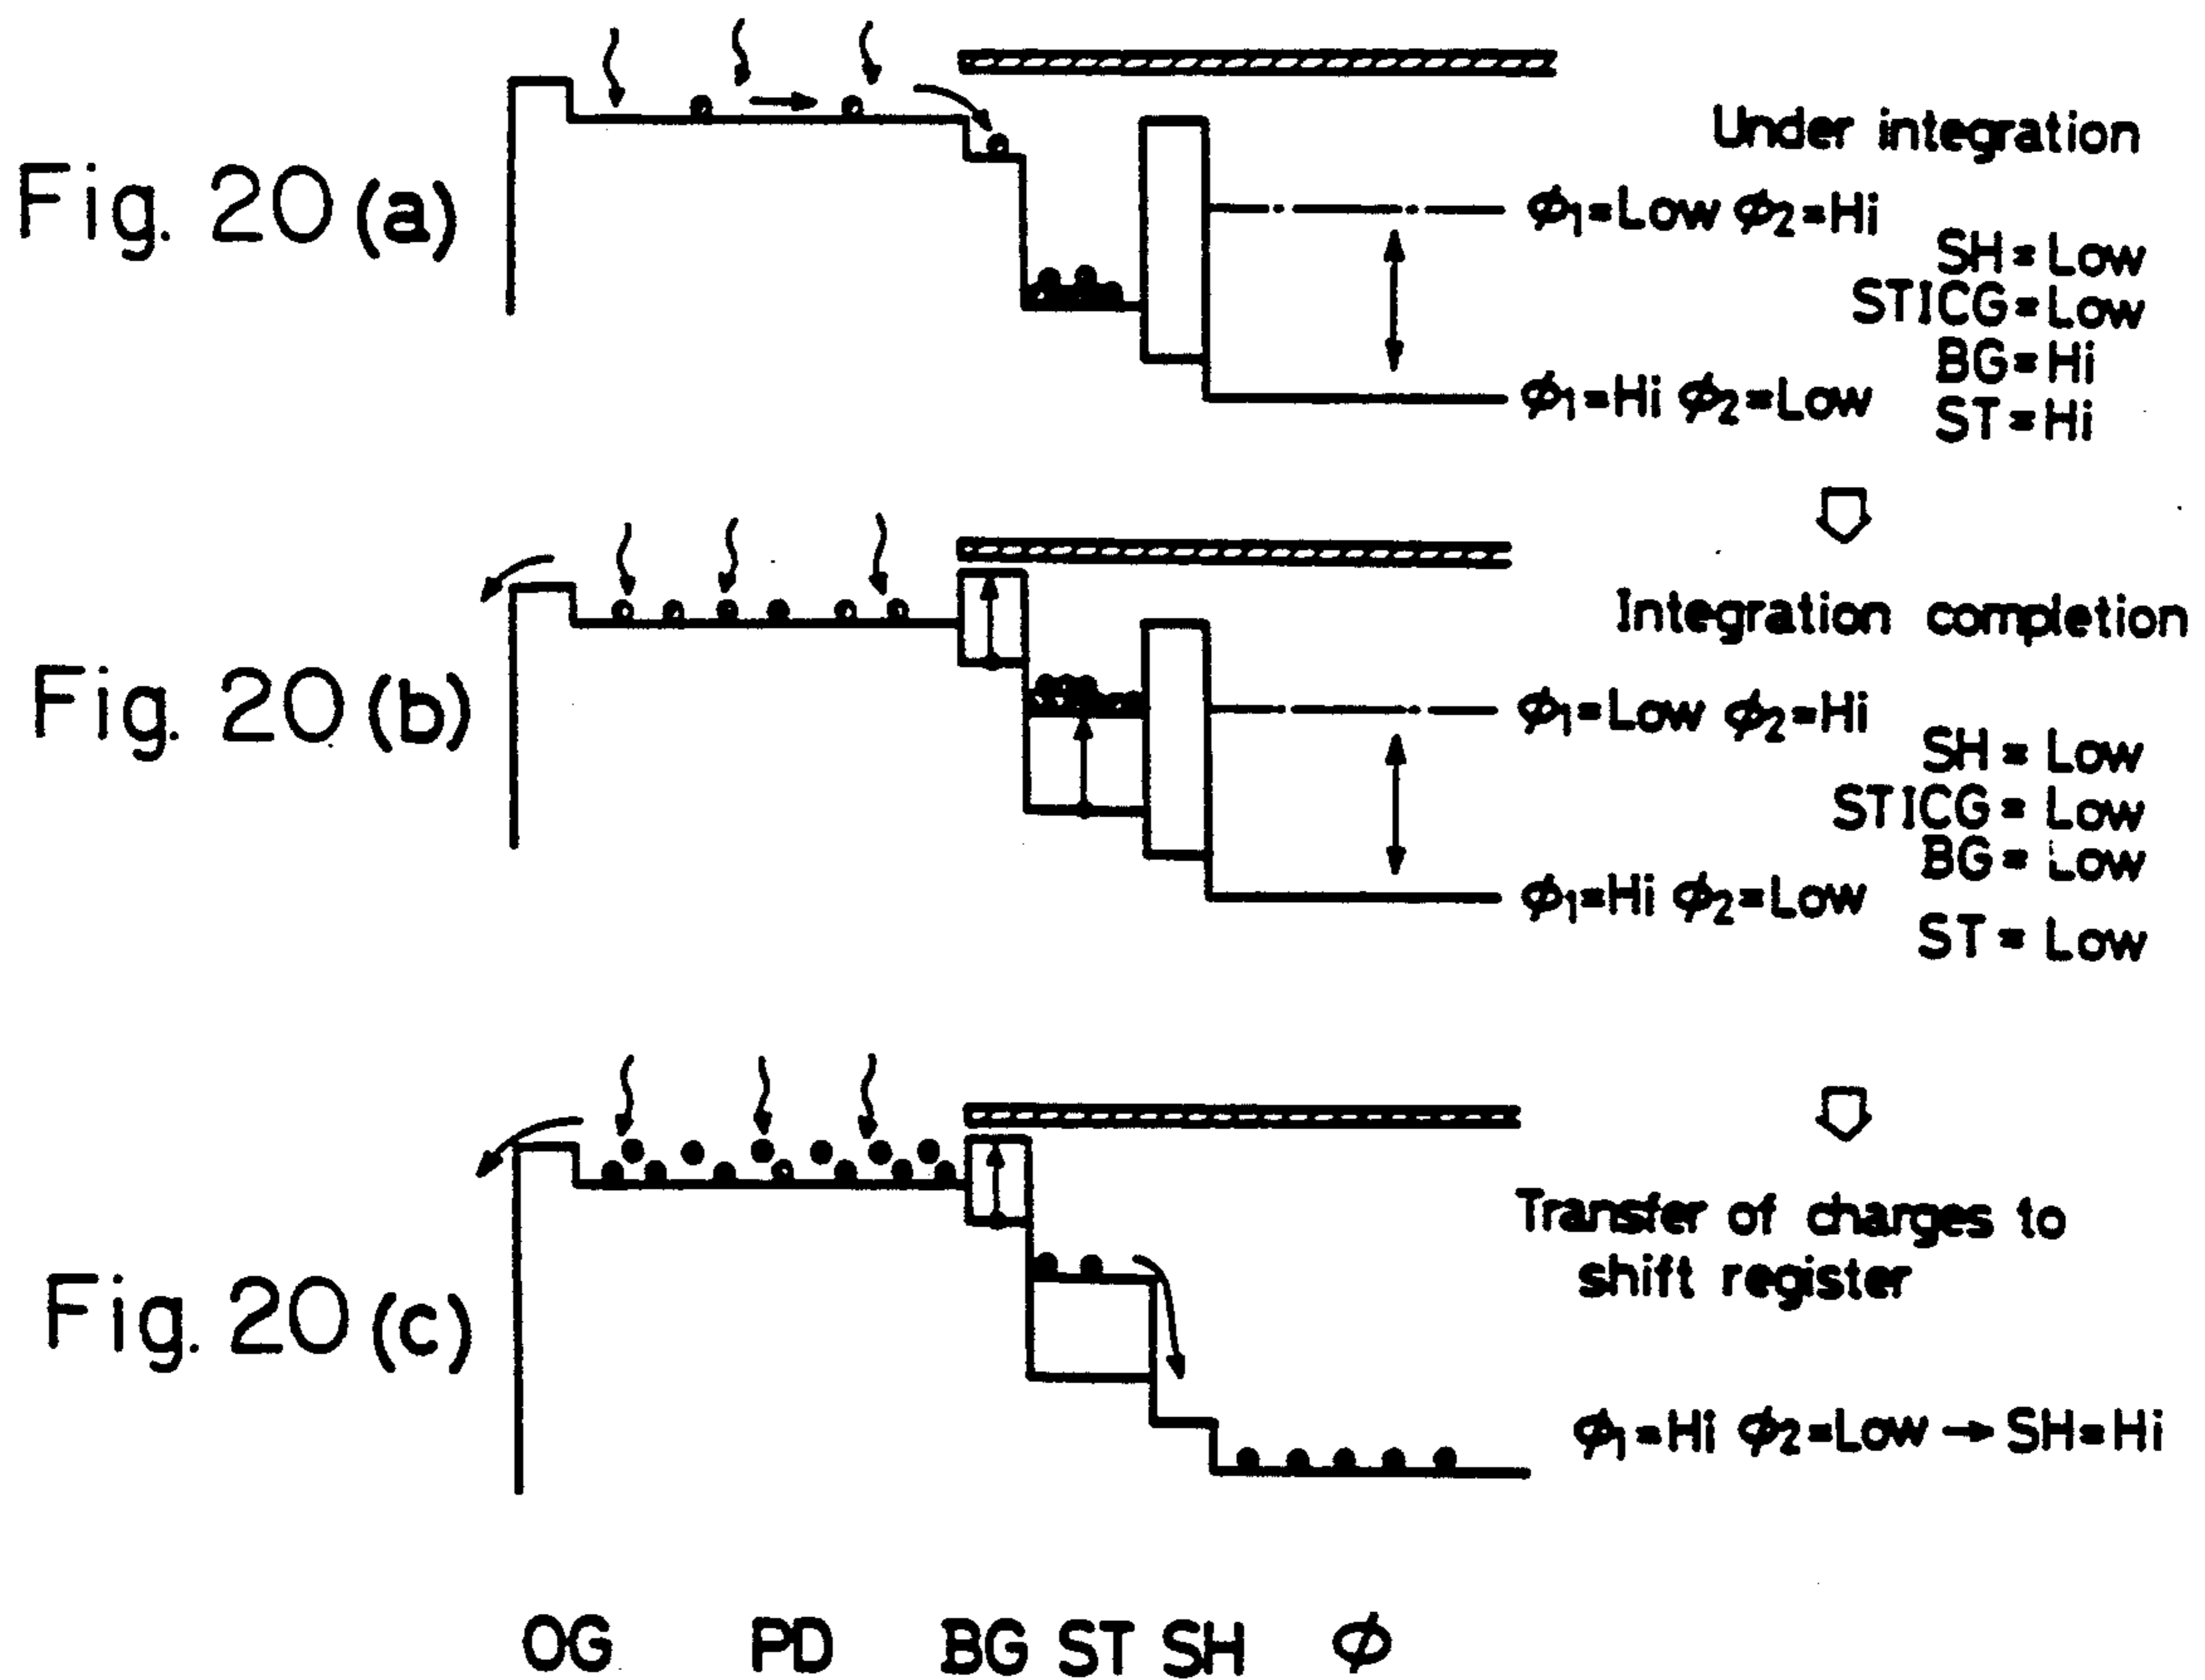 Fig. 20(a)
Under integration
ϕ1=Low ϕ2=Hi
SH=Low
STICG=Low
BG=Hi
ST=Hi
ϕ1=Hi ϕ2=Low
Fig. 20(b)
Integration completion
ϕ1=Low ϕ2=Hi
SH=Low
STICG=Low
BG=Low
ST=Low
ϕ1=Hi ϕ2=Low
Fig. 20(c)
Transfer of charges to
shift register
ϕ1=Hi ϕ2=Low→SH=Hi
OG PD BG ST SH ϕ